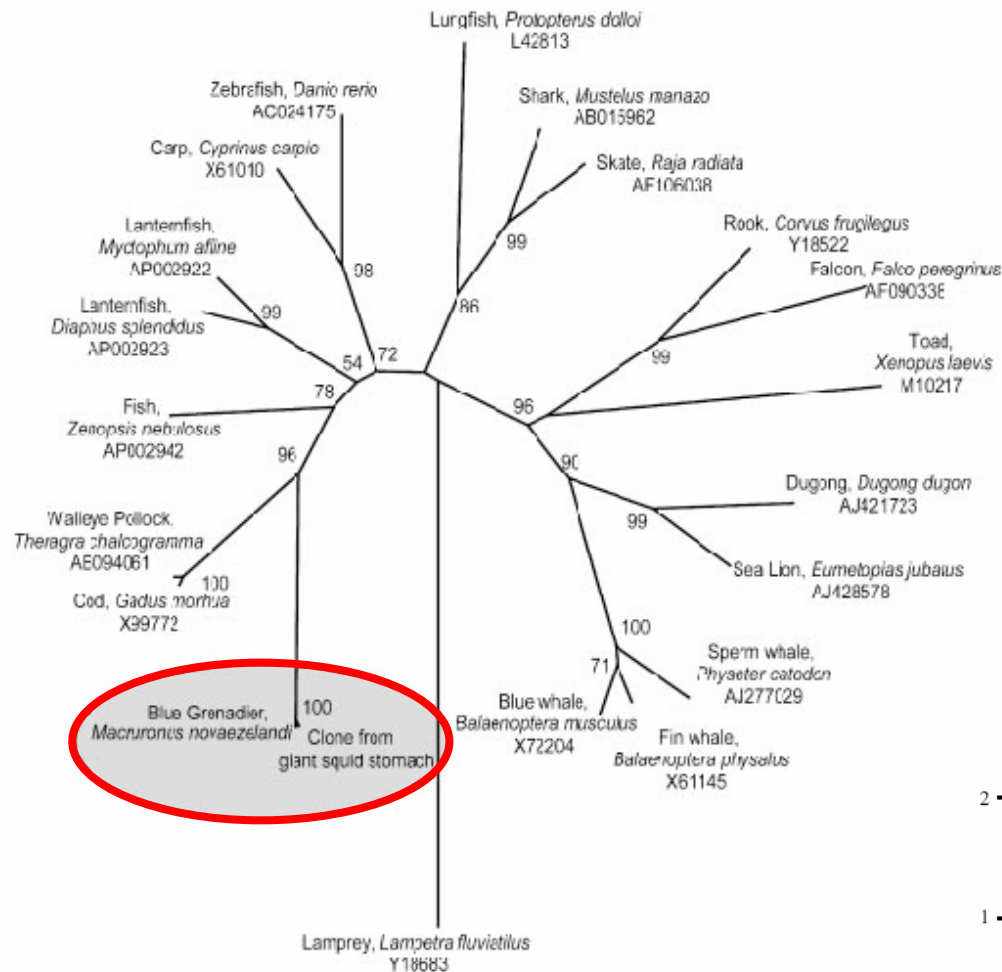 Lungfish, Protopterus dolloi
L42813
Zebrafish, Danio rerio
AC024175
Shark, Mustelus manazo
AB015962
Carp, Cyprinus carpio
X61010
Skate, Raja radiata
AF106038
Lanternfish,
Myctophum affine
AP002922
Rook, Corvus frugilegus
Y18522
Falcon, Falco peregrinus
AF090338
98
99
86
Lanternfish,
Diaphus splendidus
AP002923
99
54
72
99
Toad,
Xenopus laevis
M10217
78
96
Fish,
Zenopsis nebulosus
AP002942
96
90
Dugong, Dugong dugon
AJ421723
99
Walleye Pollock,
Theragra chalcogramma
AB094061
100
Cod, Gadus morhua
X99772
Sea Lion, Eumetopias jubatus
AJ428578
100
71
Sperm whale,
Physeter catodon
AJ277029
Blue Grenadier,
Macruronus novaezelandi
100
Clone from
giant squid stomach
Blue whale,
Balaenoptera musculus
X72204
Fin whale,
Balaenoptera physalus
X61145
2
1
Lamprey, Lampetra fluviatilus
Y18683